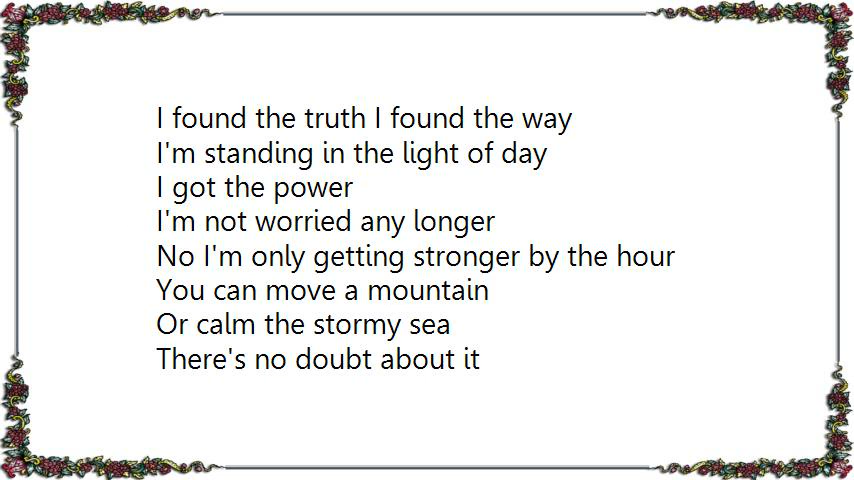 I found the truth I found the way
I'm standing in the light of day
I got the power
I'm not worried any longer
No I'm only getting stronger by the hour
You can move a mountain
Or calm the stormy sea
There's no doubt about it